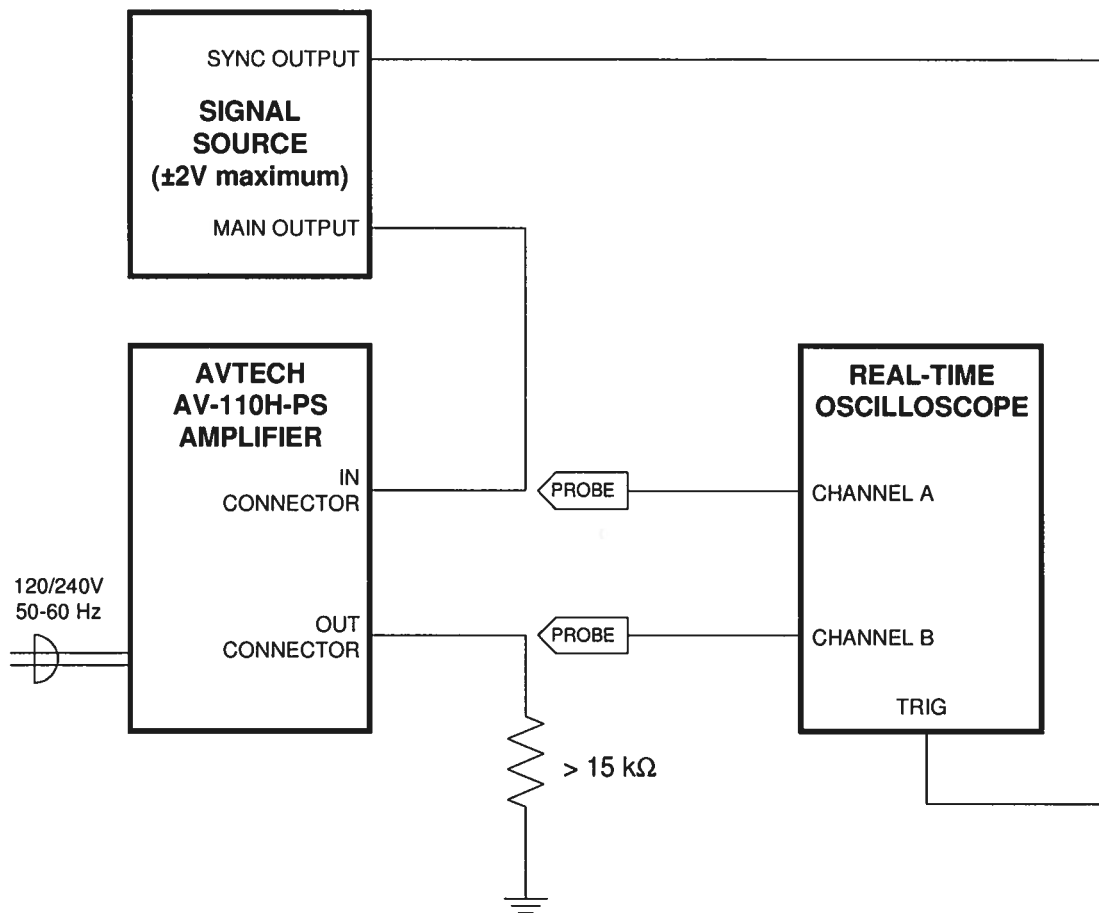 SYNC OUTPUT
SIGNAL
SOURCE
(±2V maximum)
MAIN OUTPUT
AVTECH
AV-110H-PS
AMPLIFIER
IN
CONNECTOR
OUT
CONNECTOR
120/240V
50-60 Hz
PROBE
PROBE
> 15 kΩ
REAL-TIME
OSCILLOSCOPE
CHANNEL A
CHANNEL B
TRIG